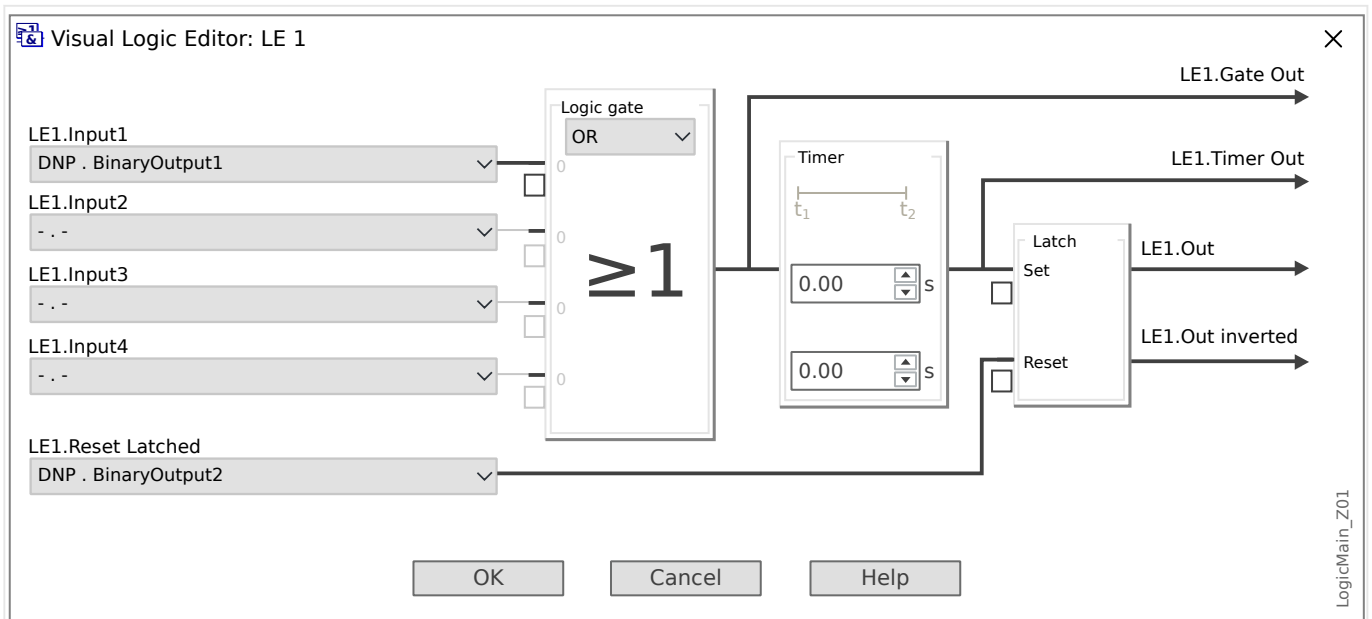 ≥1
&
Visual Logic Editor: LE 1
LE1.Gate Out
Logic gate
OR
LE1.Input1
DNP . BinaryOutput1
0
LE1.Timer Out
Timer
t1 t2
LE1.Input2
- . -
0
≥1
Latch
LE1.Out
Set
LE1.Input3
- . -
0
0.00 s
LE1.Out inverted
LE1.Input4
- . -
0
0.00 s
Reset
LE1.Reset Latched
DNP . BinaryOutput2
OK
Cancel
Help
LogicMain_Z01